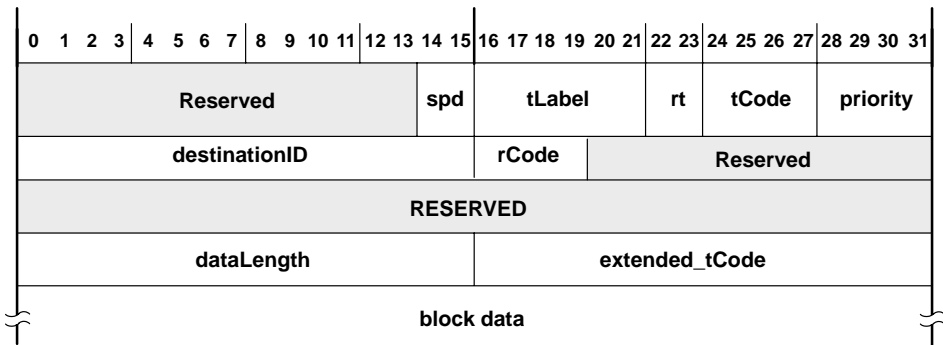 0 1 2 3 4 5 6 7 8 9 10 11 12 13 14 15 16 17 18 19 20 21 22 23 24 25 26 27 28 29 30 31
Reserved spd tLabel rt tCode priority
destinationID rCode Reserved
RESERVED
dataLength extended_tCode
block data